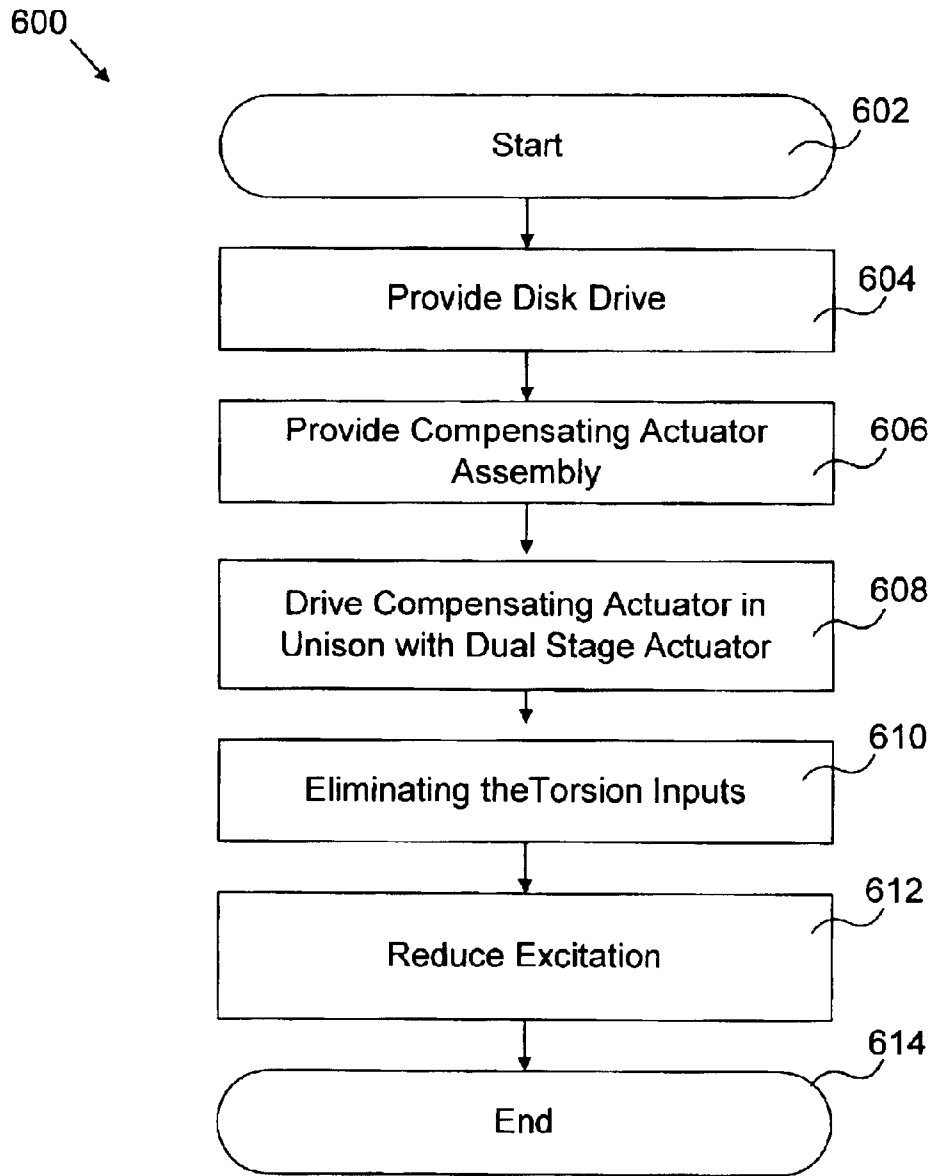 600
602
Start
604
Provide Disk Drive
606
Provide Compensating Actuator
Assembly
608
Drive Compensating Actuator in
Unison with Dual Stage Actuator
610
Eliminating theTorsion Inputs
612
Reduce Excitation
614
End